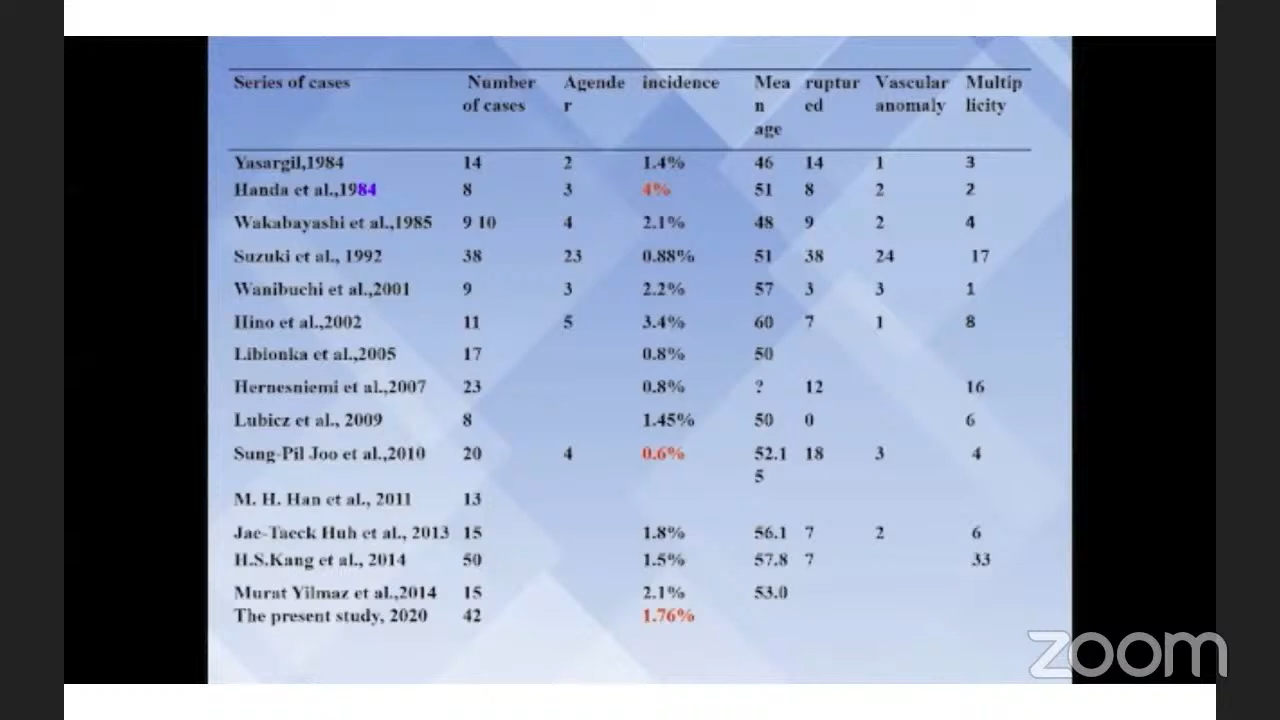 Series of cases Number of cases Agende r incidence Mea n age ruptur ed Vascular anomaly Multip licity
Yasargil,1984 14 2 1.4% 46 14 1 3
Handa et al.,1984 8 3 4% 51 8 2 2
Wakabayashi et al.,1985 9 10 4 2.1% 48 9 2 4
Suzuki et al., 1992 38 23 0.88% 51 38 24 17
Wanibuchi et al.,2001 9 3 2.2% 57 3 3 1
Hino et al.,2002 11 5 3.4% 60 7 1 8
Libionka et al.,2005 17 0.8% 50
Hernesniemi et al.,2007 23 0.8% ? 12 16
Lubicz et al., 2009 8 1.45% 50 0 6
Sung-Pil Joo et al.,2010 20 4 0.6% 52.1 5 18 3 4
M. H. Han et al., 2011 13
Jae-Taeck Huh et al., 2013 15 1.8% 56.1 7 2 6
H.S.Kang et al., 2014 50 1.5% 57.8 7 33
Murat Yilmaz et al.,2014 15 2.1% 53.0
The present study, 2020 42 1.76%
zoom